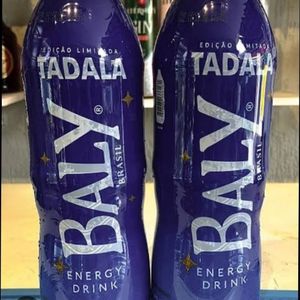 EDIÇÃO LIMITADA
TADALA
BALY®
BRASIL
ENERGY
DRINK
EDIÇÃO LIMITADA
TADALA
BALY®
BRASIL
ENERGY
DRINK